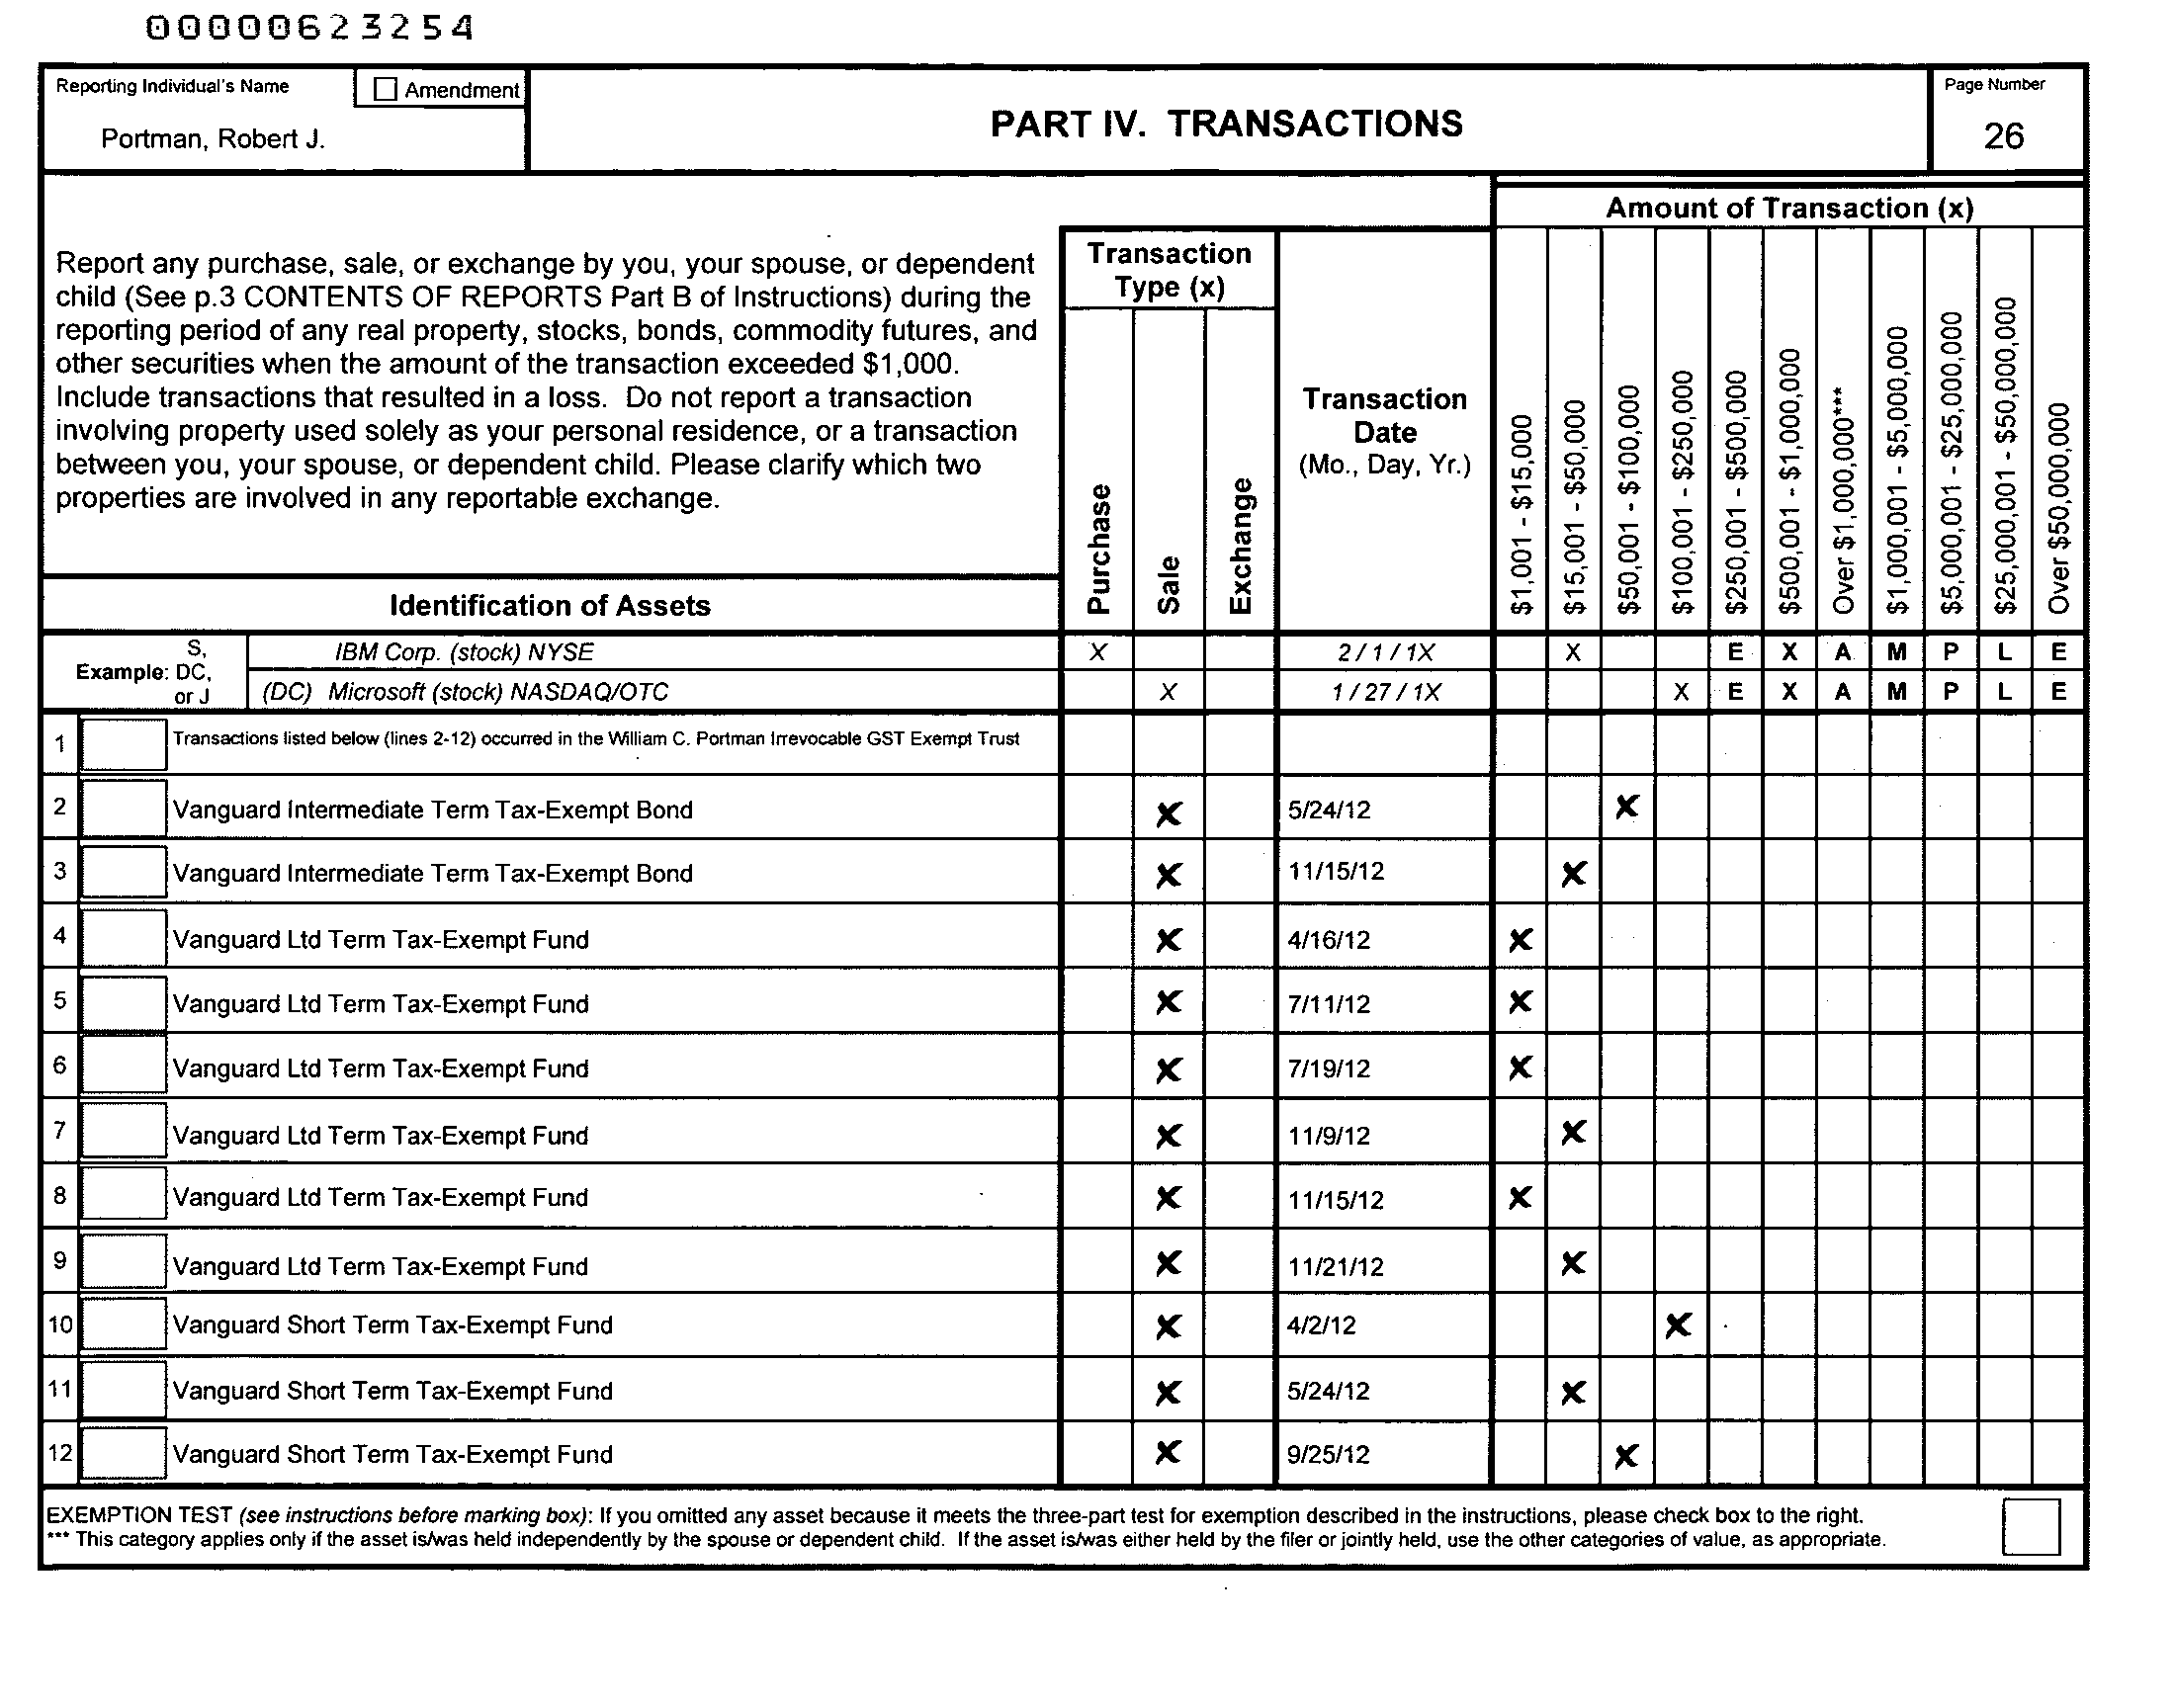 00000623254
Reporting Individual's Name
☐ Amendment
Portman, Robert J.
PART IV. TRANSACTIONS
Page Number
26
Amount of Transaction (x)
Report any purchase, sale, or exchange by you, your spouse, or dependent
child (See p.3 CONTENTS OF REPORTS Part B of Instructions) during the
reporting period of any real property, stocks, bonds, commodity futures, and
other securities when the amount of the transaction exceeded $1,000.
Include transactions that resulted in a loss. Do not report a transaction
involving property used solely as your personal residence, or a transaction
between you, your spouse, or dependent child. Please clarify which two
properties are involved in any reportable exchange.
Transaction
Type (x)
Purchase
Sale
Exchange
Transaction
Date
(Mo., Day, Yr.)
$1,001 - $15,000
$15,001 - $50,000
$50,001 - $100,000
$100,001 - $250,000
$250,001 - $500,000
$500,001 - $1,000,000
Over $1,000,000***
$1,000,001 - $5,000,000
$5,000,001 - $25,000,000
$25,000,001 - $50,000,000
Over $50,000,000
Identification of Assets
Example: S,
DC,
or J
IBM Corp. (stock) NYSE X 2 / 1 / 1X X E X A M P L E
(DC) Microsoft (stock) NASDAQ/OTC X 1 / 27 / 1X X E X A M P L E
1 Transactions listed below (lines 2-12) occurred in the William C. Portman Irrevocable GST Exempt Trust
2 Vanguard Intermediate Term Tax-Exempt Bond X 5/24/12 X
3 Vanguard Intermediate Term Tax-Exempt Bond X 11/15/12 X
4 Vanguard Ltd Term Tax-Exempt Fund X 4/16/12 X
5 Vanguard Ltd Term Tax-Exempt Fund X 7/11/12 X
6 Vanguard Ltd Term Tax-Exempt Fund X 7/19/12 X
7 Vanguard Ltd Term Tax-Exempt Fund X 11/9/12 X
8 Vanguard Ltd Term Tax-Exempt Fund X 11/15/12 X
9 Vanguard Ltd Term Tax-Exempt Fund X 11/21/12 X
10 Vanguard Short Term Tax-Exempt Fund X 4/2/12 X
11 Vanguard Short Term Tax-Exempt Fund X 5/24/12 X
12 Vanguard Short Term Tax-Exempt Fund X 9/25/12 X
EXEMPTION TEST (see instructions before marking box): If you omitted any asset because it meets the three-part test for exemption described in the instructions, please check box to the right.
*** This category applies only if the asset is/was held independently by the spouse or dependent child. If the asset is/was either held by the filer or jointly held, use the other categories of value, as appropriate.